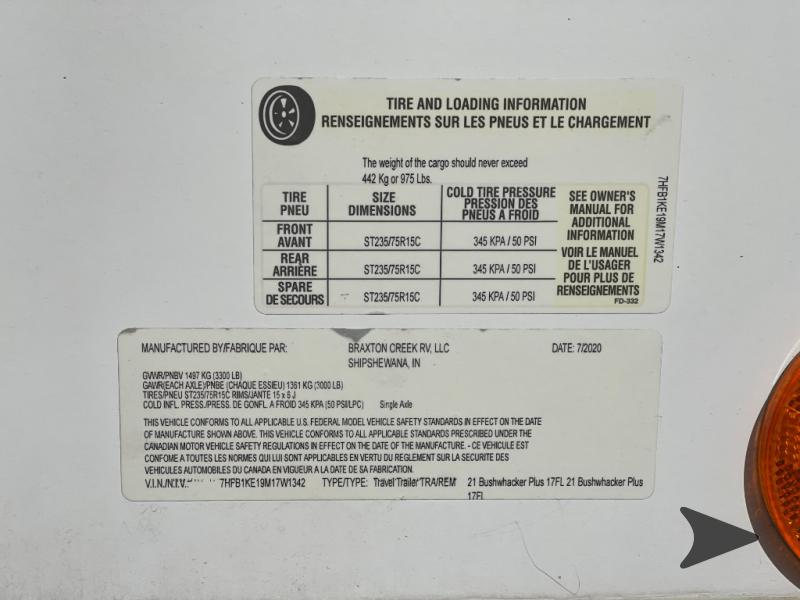 TIRE AND LOADING INFORMATION
RENSEIGNEMENTS SUR LES PNEUS ET LE CHARGEMENT
The weight of the cargo should never exceed
442 Kg or 975 Lbs.
TIRE PNEU
SIZE DIMENSIONS
COLD TIRE PRESSURE PRESSION DES PNEUS A FROID
FRONT AVANT ST235/75R15C 345 KPA / 50 PSI
REAR ARRIÈRE ST235/75R15C 345 KPA / 50 PSI
SPARE DE SECOURS ST235/75R15C 345 KPA / 50 PSI
SEE OWNER'S
MANUAL FOR
ADDITIONAL
INFORMATION
VOIR LE MANUEL
DE L'USAGER
POUR PLUS DE
RENSEIGNEMENTS
FD-332
7HFB1KE19M17W1342
MANUFACTURED BY/FABRIQUE PAR: BRAXTON CREEK RV, LLC DATE: 7/2020
SHIPSHEWANA, IN
GVWR/PNBV 1497 KG (3300 LB)
GAWR(EACH AXLE)/PNBE (CHAQUE ESSIEU) 1361 KG (3000 LB)
TIRES/PNEU ST235/75R15C RIMS/JANTE 15 x 6 J
COLD INFL. PRESS./PRESS. DE GONFL. A FROID 345 KPA (50 PSI/LPC) Single Axle
THIS VEHICLE CONFORMS TO ALL APPLICABLE U.S. FEDERAL MODEL VEHICLE SAFETY STANDARDS IN EFFECT ON THE DATE
OF MANUFACTURE SHOWN ABOVE. THIS VEHICLE CONFORMS TO ALL APPLICABLE STANDARDS PRESCRIBED UNDER THE
CANADIAN MOTOR VEHICLE SAFETY REGULATIONS IN EFFECT ON THE DATE OF THE MANUFACTURE. - CE VEHICULE EST
CONFOME A TOUTES LES NORMES QUI LUI SONT APPLICABLES EN VERTU DU REGLEMENT SUR LA SECURITE DES
VEHICULES AUTOMOBILES DU CANADA EN VIGUEUR A LA DATE DE SA FABRICATION.
V.I.N./N.I.V. 7HFB1KE19M17W1342 TYPE/TYPE: Travel Trailer TRA/REM 21 Bushwhacker Plus 17FL 21 Bushwhacker Plus
17FL